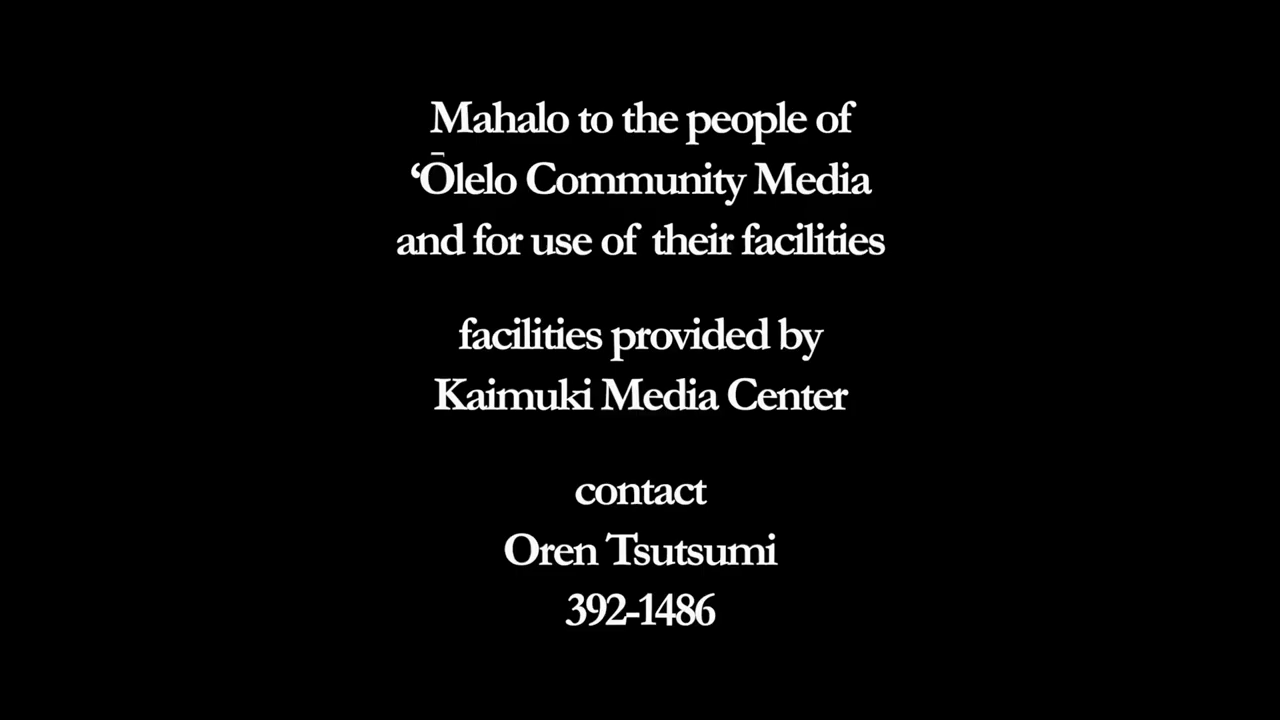 Mahalo to the people of
‘Ōlelo Community Media
and for use of their facilities
facilities provided by
Kaimuki Media Center
contact
Oren Tsutsumi
392-1486